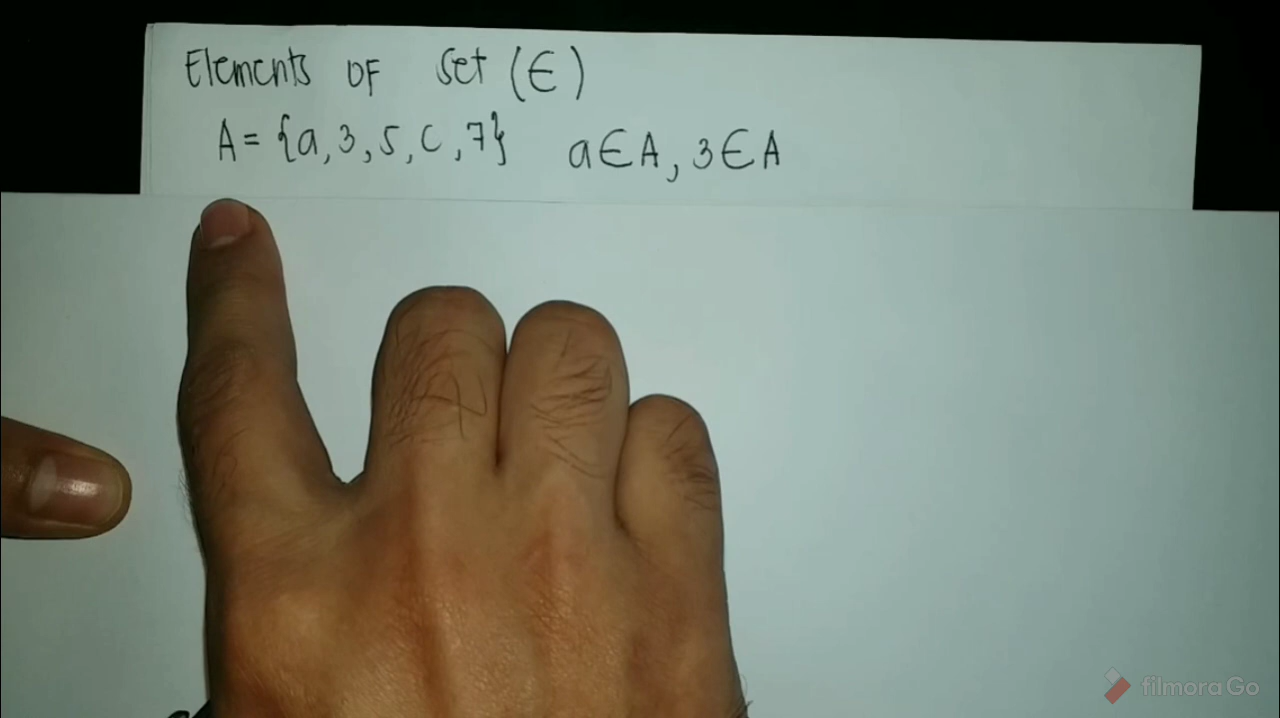 Elements OF set (∈)
A = {a, 3, 5, C, 7} a∈A, 3∈A
filmora Go